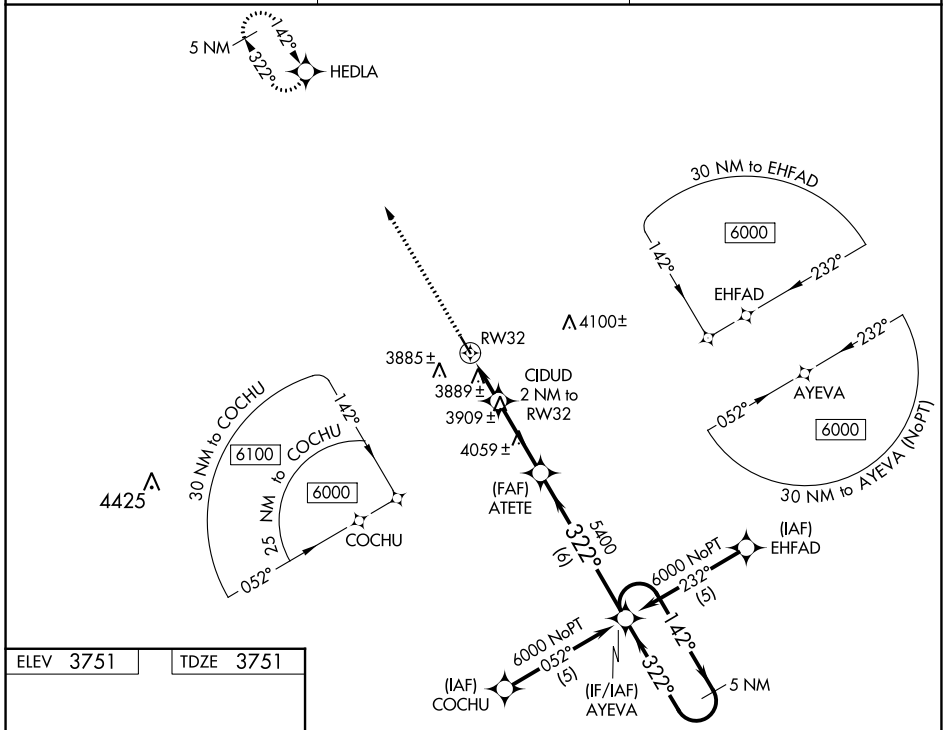 5 NM
142°
322°
HEDLA
30 NM to EHFAD
6000
142°
232°
EHFAD
4100±
RW32
3885±
3889±
CIDUD
2 NM to
RW32
3909±
4059±
232°
AYEVA
052°
6000
30 NM to AYEVA (NoPT)
30 NM to COCHU
142°
6100
25 NM to COCHU
6000
4425
COCHU
052°
(FAF)
ATETE
5400
322°
(6)
(IAF)
EHFAD
6000 NoPT
232°
(5)
6000 NoPT
052°
(5)
142°
322°
5 NM
(IAF)
COCHU
(IF/IAF)
AYEVA
ELEV 3751
TDZE 3751